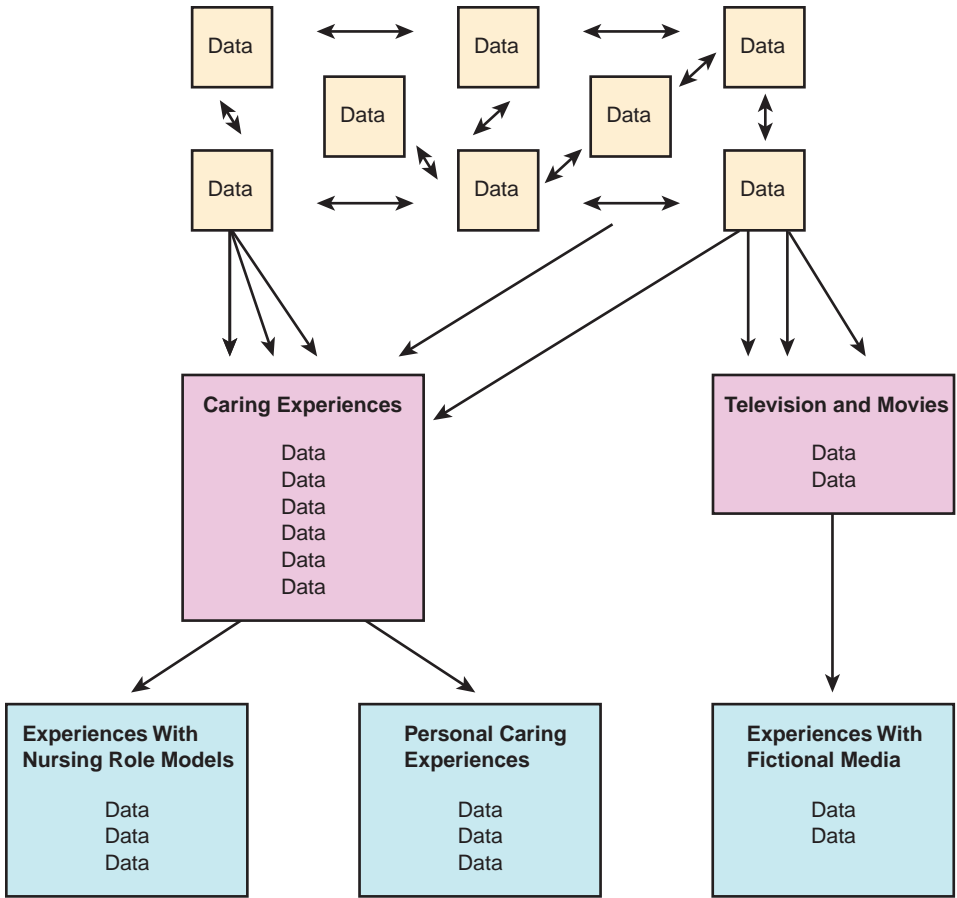 Data
Data
Data
Data
Data
Data
Data
Data
Caring Experiences
Data
Data
Data
Data
Data
Data
Television and Movies
Data
Data
Experiences With
Nursing Role Models
Data
Data
Data
Personal Caring
Experiences
Data
Data
Data
Experiences With
Fictional Media
Data
Data